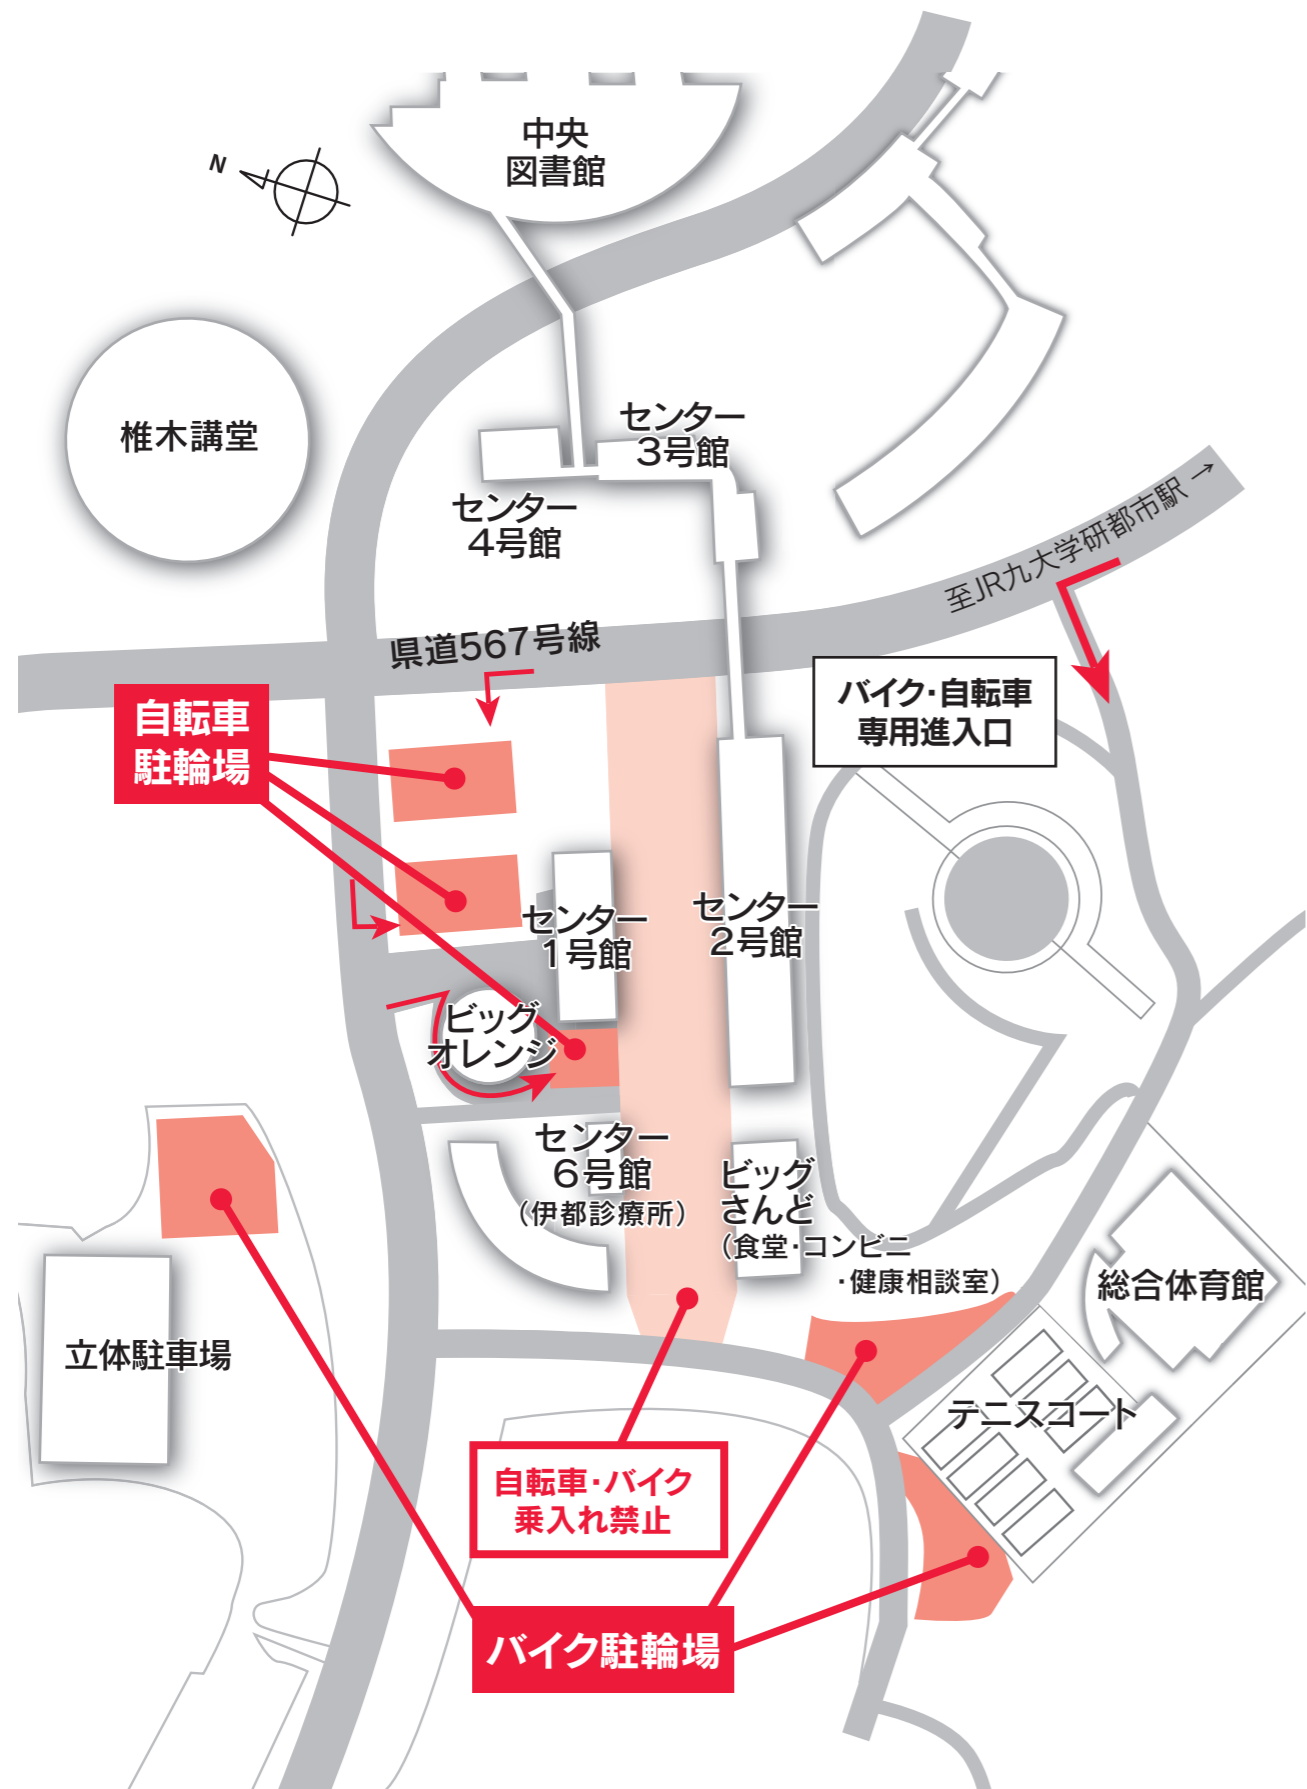 中央
図書館
N
椎木講堂
センター
3号館
センター
4号館
至JR九大学研都市駅→
県道567号線
バイク・自転車
専用進入口
自転車
駐輪場
センター
1号館
センター
2号館
ビッグ
オレンジ
センター
6号館
（伊都診療所）
ビッグ
さんど
（食堂・コンビニ
・健康相談室）
総合体育館
立体駐車場
テニスコート
自転車・バイク
乗入れ禁止
バイク駐輪場